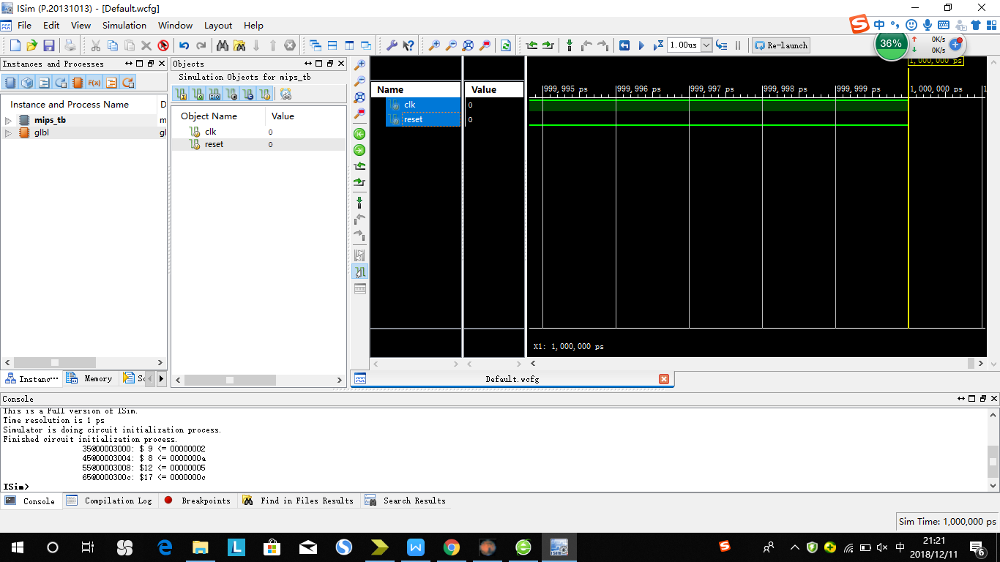 ISim (P.20131013) - [Default.wcfg]
File Edit View Simulation Window Layout Help
中
1.00us Re-launch
36% 0K/s
0K/s
Instances and Processes
Instance and Process Name D
mips_tb m
glbl gl
Instanc⋯ Memory
Objects
Simulation Objects for mips_tb
Object Name Value
clk 0
reset 0
Name Value
clk 0
reset 0
1,000,000 ps
999,995 ps 999,996 ps 999,997 ps 999,998 ps 999,999 ps 1,000,000 ps
X1: 1,000,000 ps
Default.wcfg
Console
This is a Full version of ISim.
Time resolution is 1 ps
Simulator is doing circuit initialization process.
Finished circuit initialization process.
35@00003000: $ 9 <= 00000002
45@00003004: $ 8 <= 0000000a
55@00003008: $12 <= 00000005
65@0000300c: $17 <= 0000000c
ISim>
Console Compilation Log Breakpoints Find in Files Results Search Results
Sim Time: 1,000,000 ps
中
21:21
2018/12/11
6